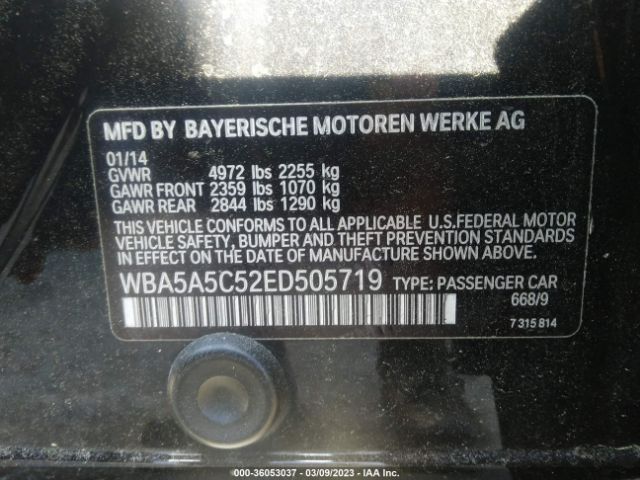 MFD BY BAYERISCHE MOTOREN WERKE AG
01/14
GVWR 4972 lbs 2255 kg
GAWR FRONT 2359 lbs 1070 kg
GAWR REAR 2844 lbs 1290 kg
THIS VEHICLE CONFORMS TO ALL APPLICABLE U.S.FEDERAL MOTOR
VEHICLE SAFETY, BUMPER AND THEFT PREVENTION STANDARDS IN
EFFECT ON THE DATE OF MANUFACTURE SHOWN ABOVE.
WBA5A5C52ED505719 TYPE: PASSENGER CAR
668/9
7 315 814
000-36053037 - 03/09/2023 - IAA Inc.